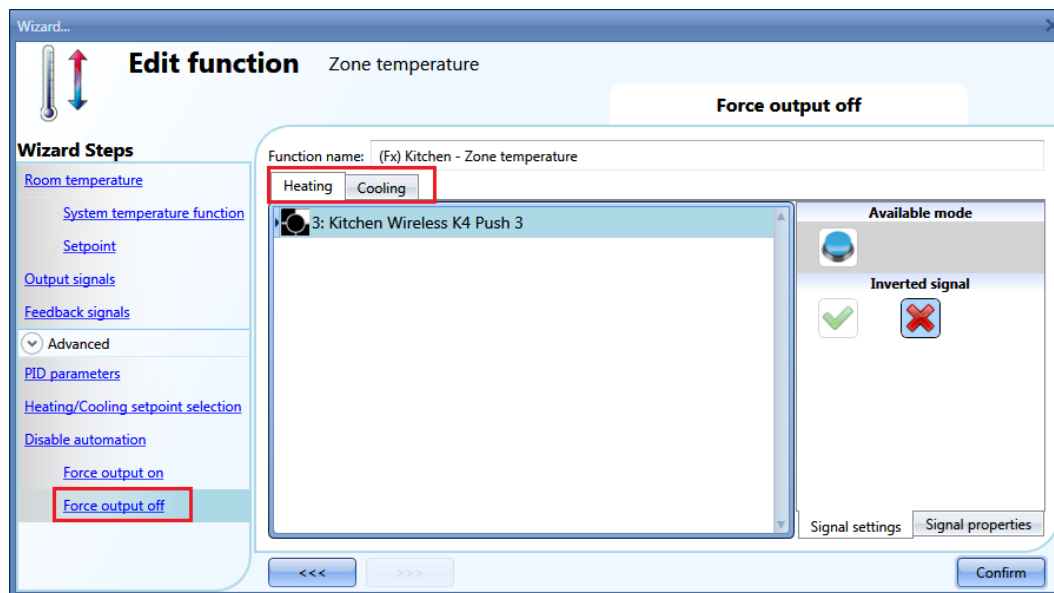 Wizard...
Edit function Zone temperature
Force output off
Wizard Steps
Room temperature
System temperature function
Setpoint
Output signals
Feedback signals
Advanced
PID parameters
Heating/Cooling setpoint selection
Disable automation
Force output on
Force output off
Function name: (Fx) Kitchen - Zone temperature
Heating Cooling
3: Kitchen Wireless K4 Push 3
Available mode
Inverted signal
Signal settings Signal properties
<<< >>> Confirm